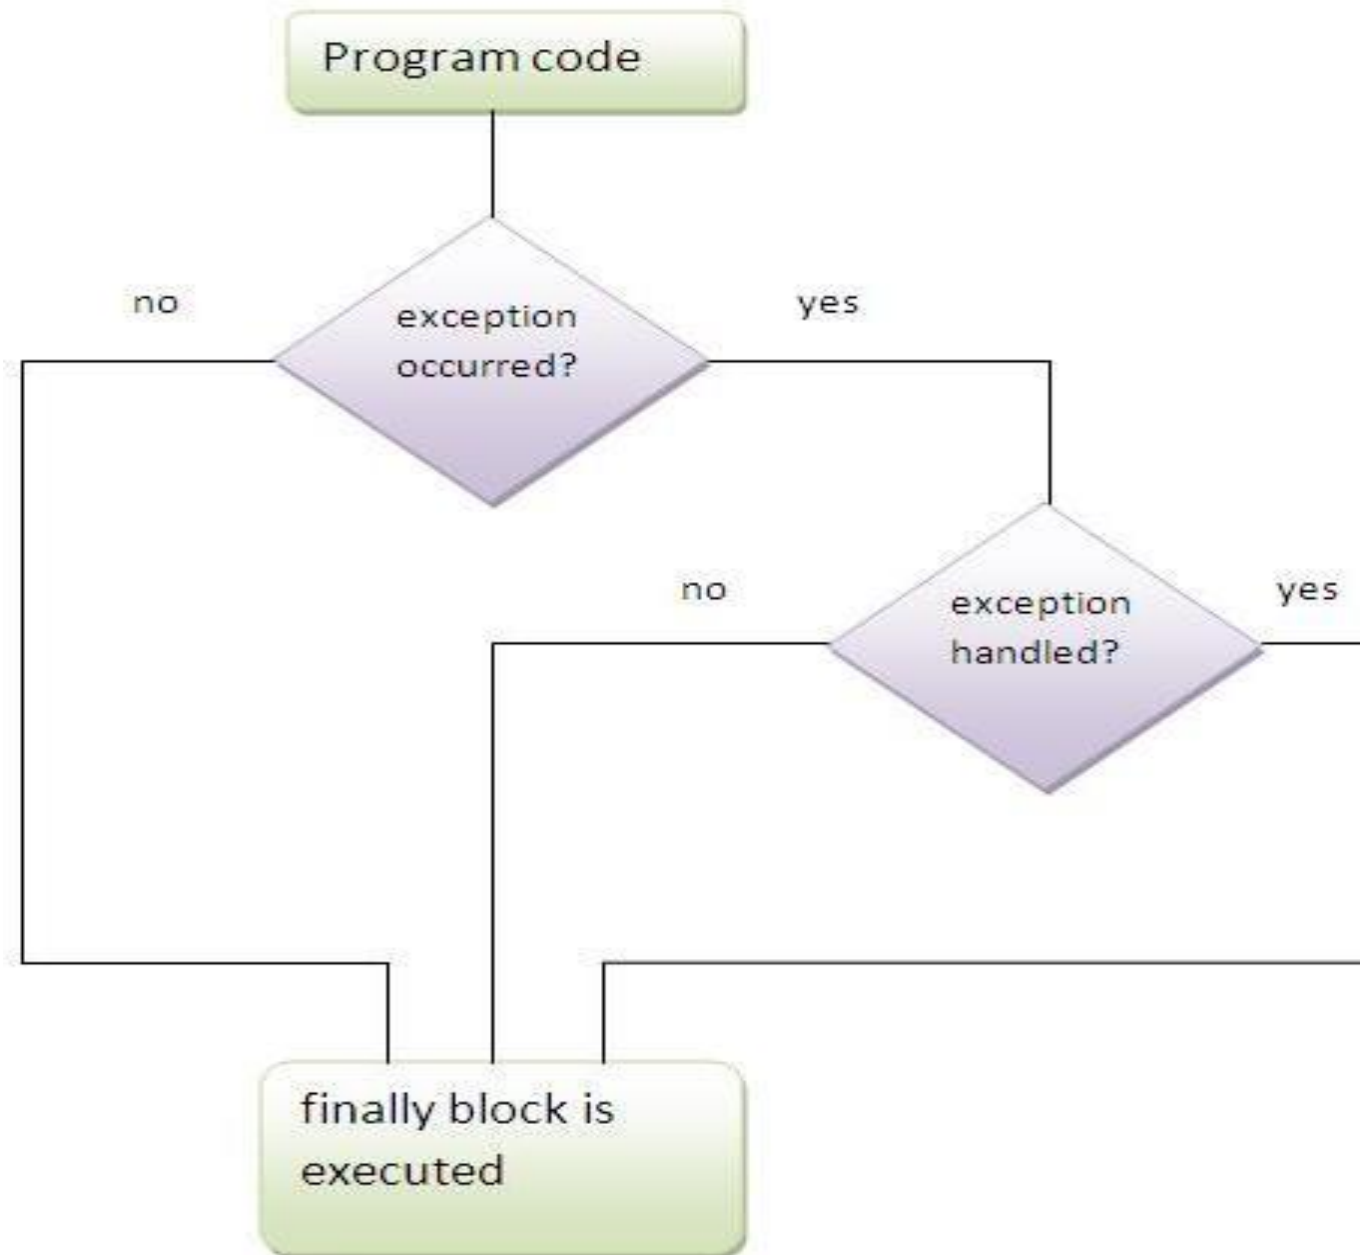 Program code
no
yes
exception
occurred?
no
yes
exception
handled?
finally block is
executed